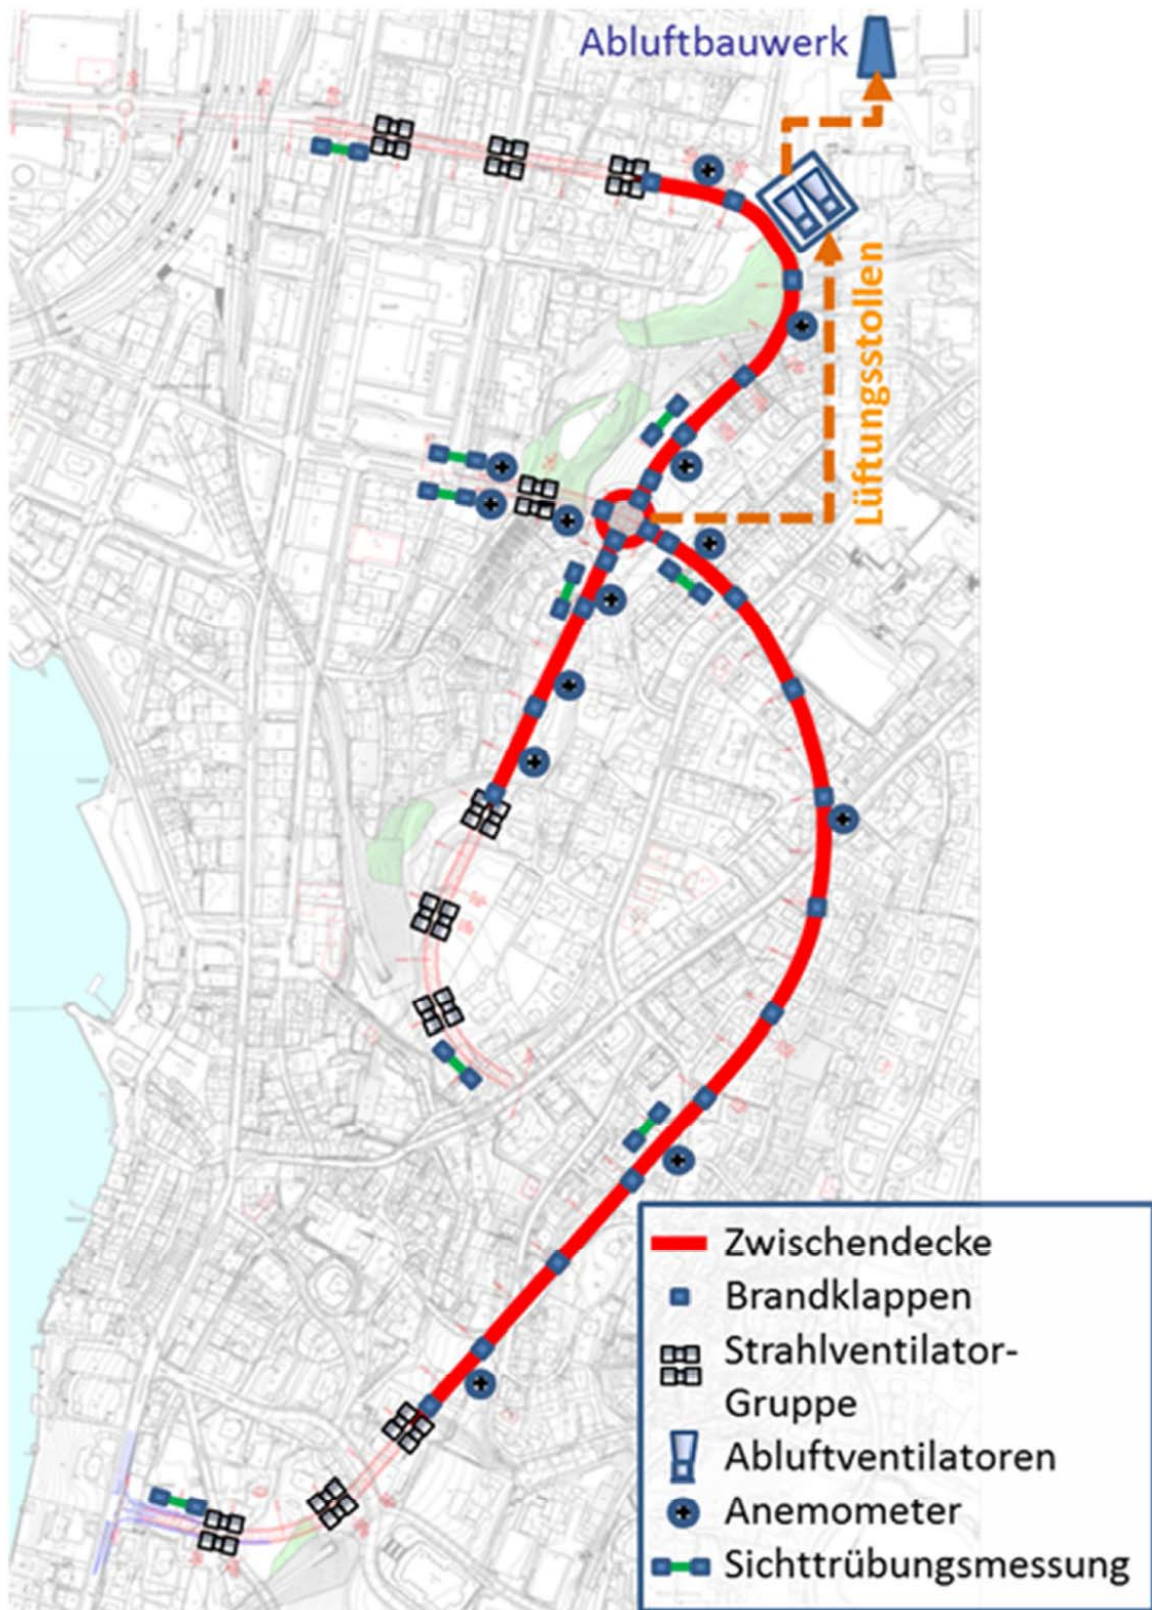 Abluftbauwerk
Lüftungsstollen
Zwischendecke
Brandklappen
Strahlventilator-
Gruppe
Abluftventilatoren
Anemometer
Sichttrübungsmessung